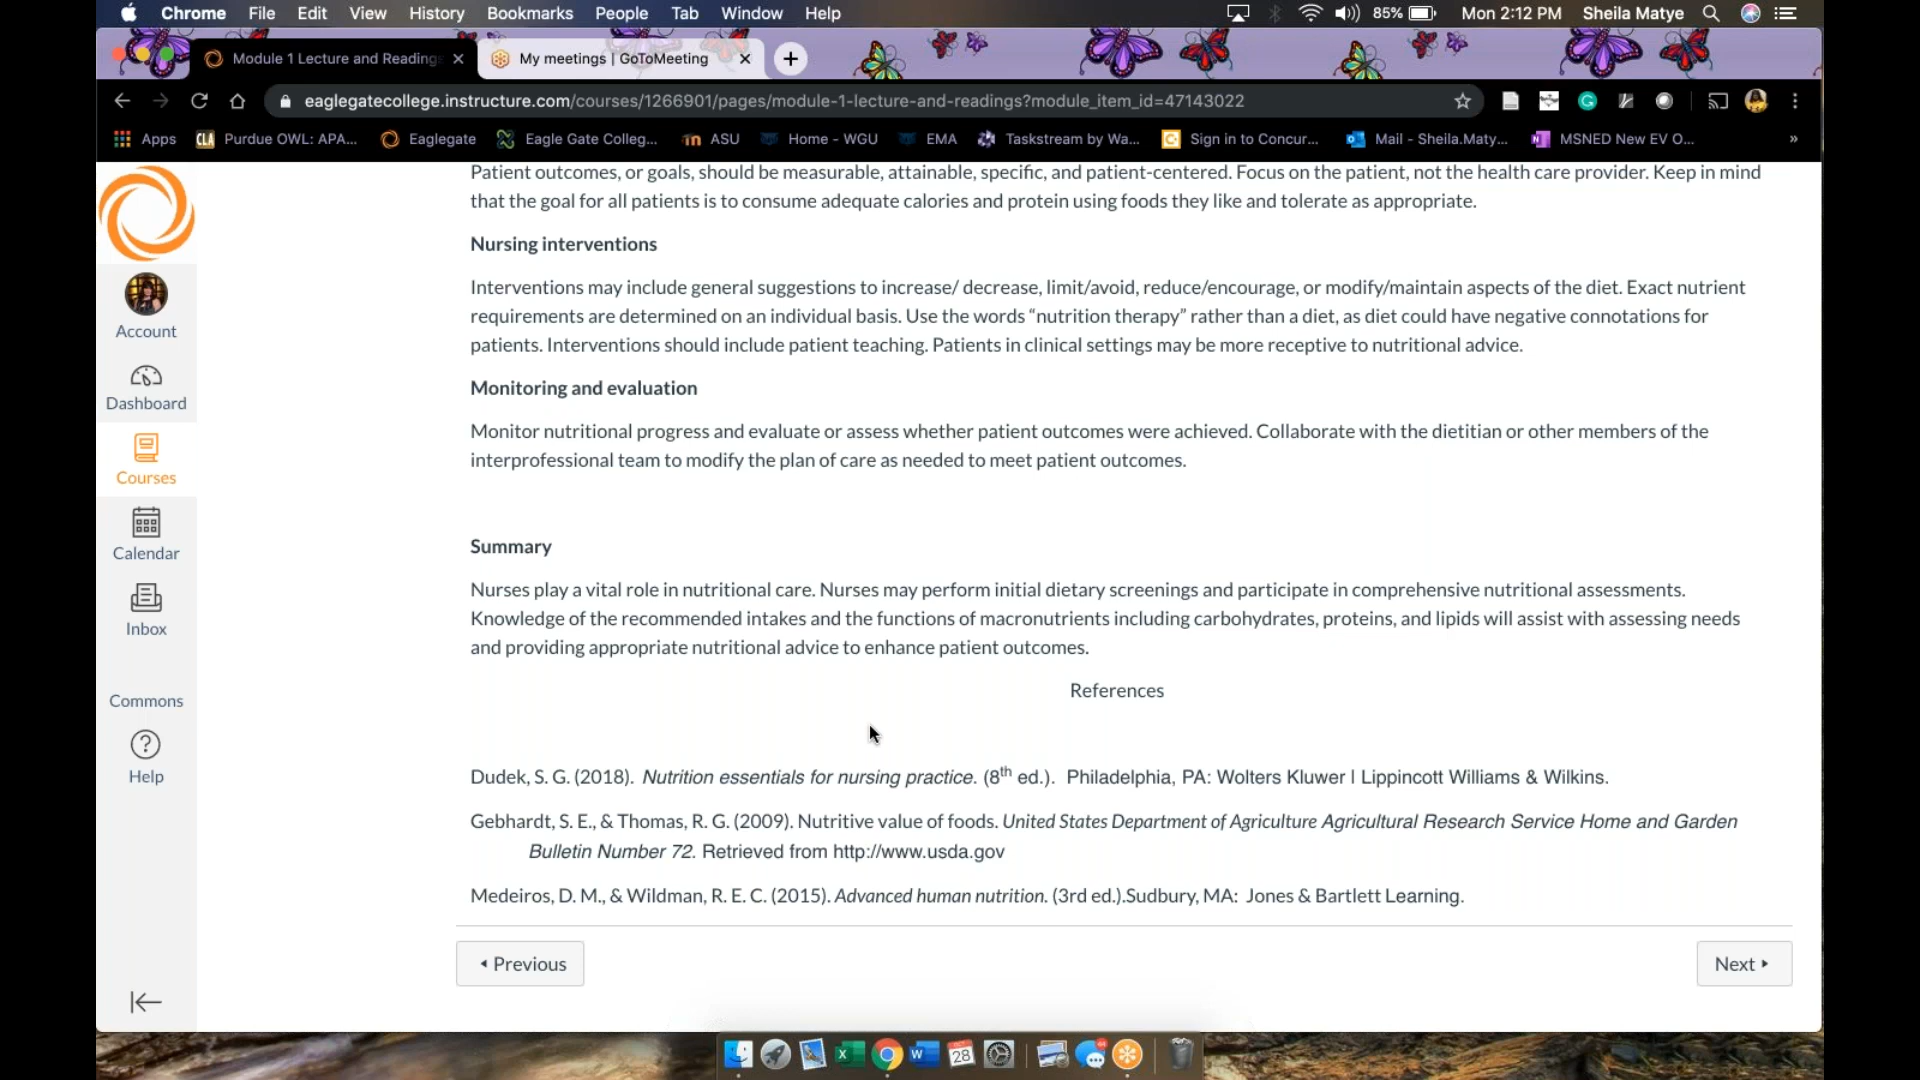 Chrome File Edit View History Bookmarks People Tab Window Help 85% Mon 2:12 PM Sheila Matye
Module 1 Lecture and Readings My meetings | GoToMeeting
eaglegatecollege.instructure.com/courses/1266901/pages/module-1-lecture-and-readings?module_item_id=47143022
Apps CLA Purdue OWL: APA... Eaglegate Eagle Gate Colleg... ASU Home - WGU EMA Taskstream by Wa... Sign in to Concur... Mail - Sheila.Maty... MSNED New EV O... »
Patient outcomes, or goals, should be measurable, attainable, specific, and patient-centered. Focus on the patient, not the health care provider. Keep in mind
that the goal for all patients is to consume adequate calories and protein using foods they like and tolerate as appropriate.
Nursing interventions
Interventions may include general suggestions to increase/ decrease, limit/avoid, reduce/encourage, or modify/maintain aspects of the diet. Exact nutrient
requirements are determined on an individual basis. Use the words “nutrition therapy” rather than a diet, as diet could have negative connotations for
patients. Interventions should include patient teaching. Patients in clinical settings may be more receptive to nutritional advice.
Monitoring and evaluation
Monitor nutritional progress and evaluate or assess whether patient outcomes were achieved. Collaborate with the dietitian or other members of the
interprofessional team to modify the plan of care as needed to meet patient outcomes.
Summary
Nurses play a vital role in nutritional care. Nurses may perform initial dietary screenings and participate in comprehensive nutritional assessments.
Knowledge of the recommended intakes and the functions of macronutrients including carbohydrates, proteins, and lipids will assist with assessing needs
and providing appropriate nutritional advice to enhance patient outcomes.
References
Dudek, S. G. (2018). Nutrition essentials for nursing practice. (8th ed.). Philadelphia, PA: Wolters Kluwer | Lippincott Williams & Wilkins.
Gebhardt, S. E., & Thomas, R. G. (2009). Nutritive value of foods. United States Department of Agriculture Agricultural Research Service Home and Garden
Bulletin Number 72. Retrieved from http://www.usda.gov
Medeiros, D. M., & Wildman, R. E. C. (2015). Advanced human nutrition. (3rd ed.).Sudbury, MA: Jones & Bartlett Learning.
Previous
Next
Account
Dashboard
Courses
Calendar
Inbox
Commons
Help
28